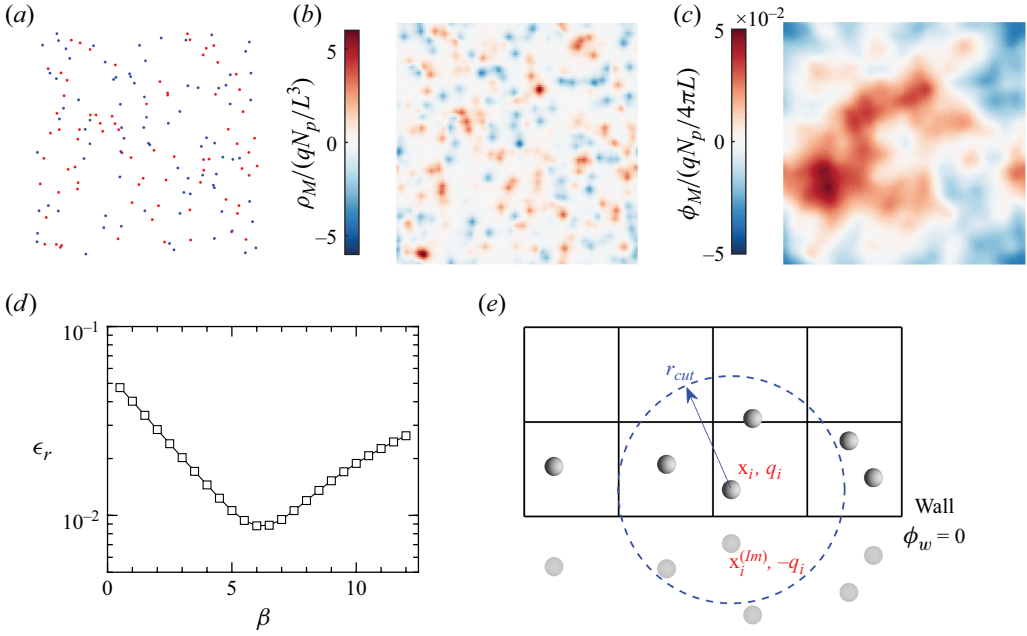 (a)
(b)
(c)
×10⁻²
5
0
−5
ρ_M/(qN_p/L³)
5
0
−5
ϕ_M/(qN_p/4πL)
(d)
10⁻¹
10⁻²
ϵ_r
0
5
10
β
(e)
r_cut
x_i, q_i
Wall
ϕ_w = 0
x_i^(Im), −q_i